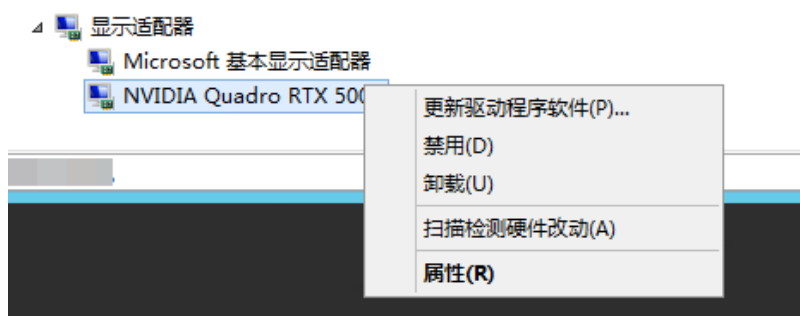 显示适配器
Microsoft 基本显示适配器
NVIDIA Quadro RTX 500
更新驱动程序软件(P)...
禁用(D)
卸载(U)
扫描检测硬件改动(A)
属性(R)